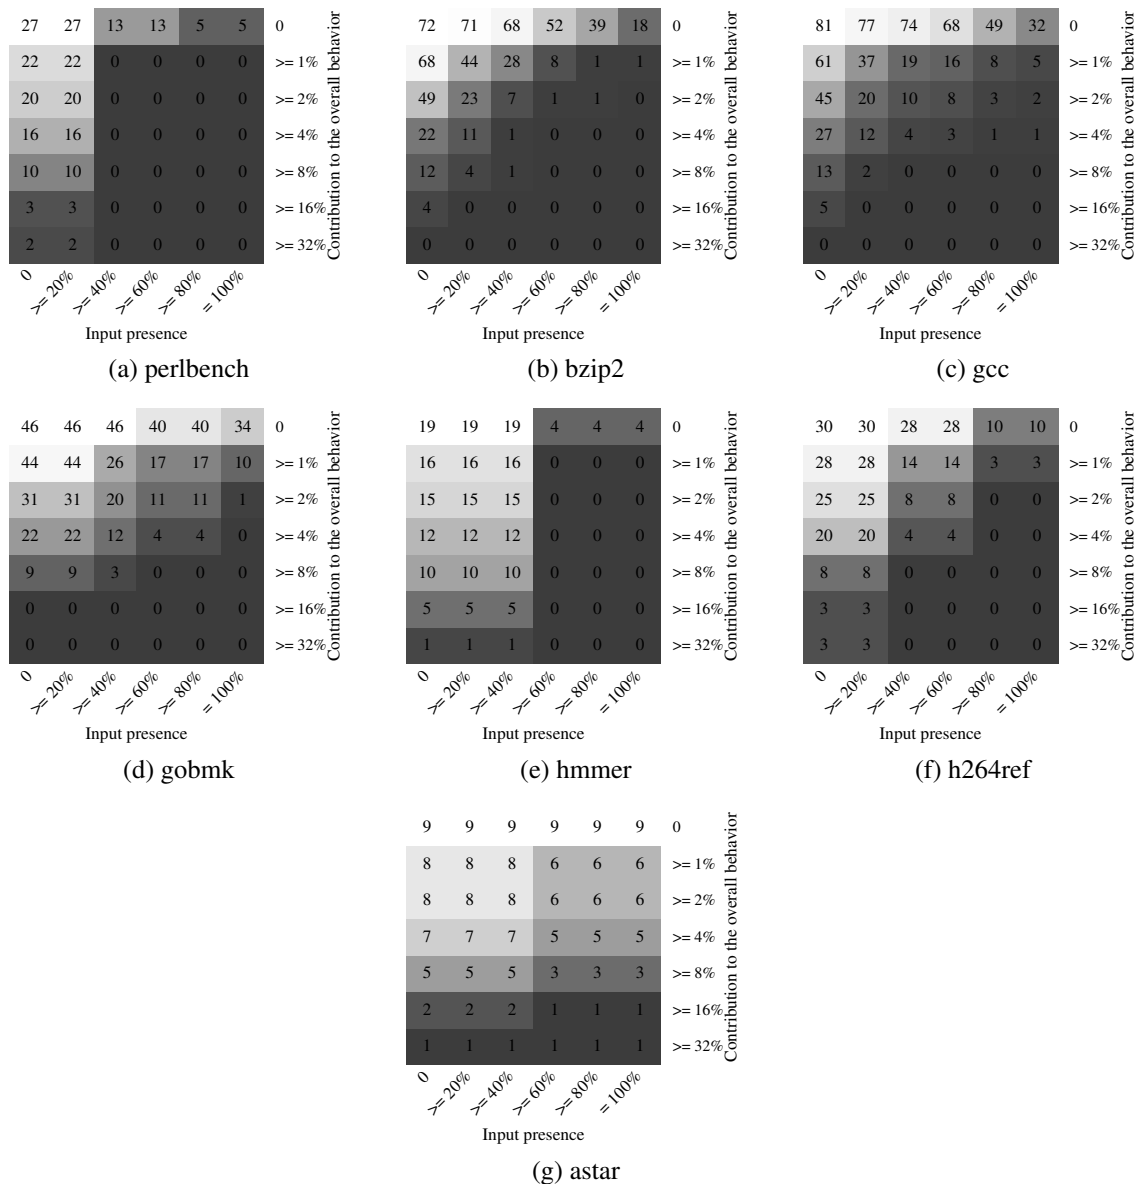 27 27 13 13 5 5 0
22 22 0 0 0 0 >= 1%
20 20 0 0 0 0 >= 2%
16 16 0 0 0 0 >= 4%
10 10 0 0 0 0 >= 8%
3 3 0 0 0 0 >= 16%
2 2 0 0 0 0 >= 32%
Contribution to the overall behavior
0 >= 20% >= 40% >= 60% >= 80% = 100%
Input presence
(a) perlbench
72 71 68 52 39 18 0
68 44 28 8 1 1 >= 1%
49 23 7 1 1 0 >= 2%
22 11 1 0 0 0 >= 4%
12 4 1 0 0 0 >= 8%
4 0 0 0 0 0 >= 16%
0 0 0 0 0 0 >= 32%
Contribution to the overall behavior
0 >= 20% >= 40% >= 60% >= 80% = 100%
Input presence
(b) bzip2
81 77 74 68 49 32 0
61 37 19 16 8 5 >= 1%
45 20 10 8 3 2 >= 2%
27 12 4 3 1 1 >= 4%
13 2 0 0 0 0 >= 8%
5 0 0 0 0 0 >= 16%
0 0 0 0 0 0 >= 32%
Contribution to the overall behavior
0 >= 20% >= 40% >= 60% >= 80% = 100%
Input presence
(c) gcc
46 46 46 40 40 34 0
44 44 26 17 17 10 >= 1%
31 31 20 11 11 1 >= 2%
22 22 12 4 4 0 >= 4%
9 9 3 0 0 0 >= 8%
0 0 0 0 0 0 >= 16%
0 0 0 0 0 0 >= 32%
Contribution to the overall behavior
0 >= 20% >= 40% >= 60% >= 80% = 100%
Input presence
(d) gobmk
19 19 19 4 4 4 0
16 16 16 0 0 0 >= 1%
15 15 15 0 0 0 >= 2%
12 12 12 0 0 0 >= 4%
10 10 10 0 0 0 >= 8%
5 5 5 0 0 0 >= 16%
1 1 1 0 0 0 >= 32%
Contribution to the overall behavior
0 >= 20% >= 40% >= 60% >= 80% = 100%
Input presence
(e) hmmer
30 30 28 28 10 10 0
28 28 14 14 3 3 >= 1%
25 25 8 8 0 0 >= 2%
20 20 4 4 0 0 >= 4%
8 8 0 0 0 0 >= 8%
3 3 0 0 0 0 >= 16%
3 3 0 0 0 0 >= 32%
Contribution to the overall behavior
0 >= 20% >= 40% >= 60% >= 80% = 100%
Input presence
(f) h264ref
9 9 9 9 9 9 0
8 8 8 6 6 6 >= 1%
8 8 8 6 6 6 >= 2%
7 7 7 5 5 5 >= 4%
5 5 5 3 3 3 >= 8%
2 2 2 1 1 1 >= 16%
1 1 1 1 1 1 >= 32%
Contribution to the overall behavior
0 >= 20% >= 40% >= 60% >= 80% = 100%
Input presence
(g) astar